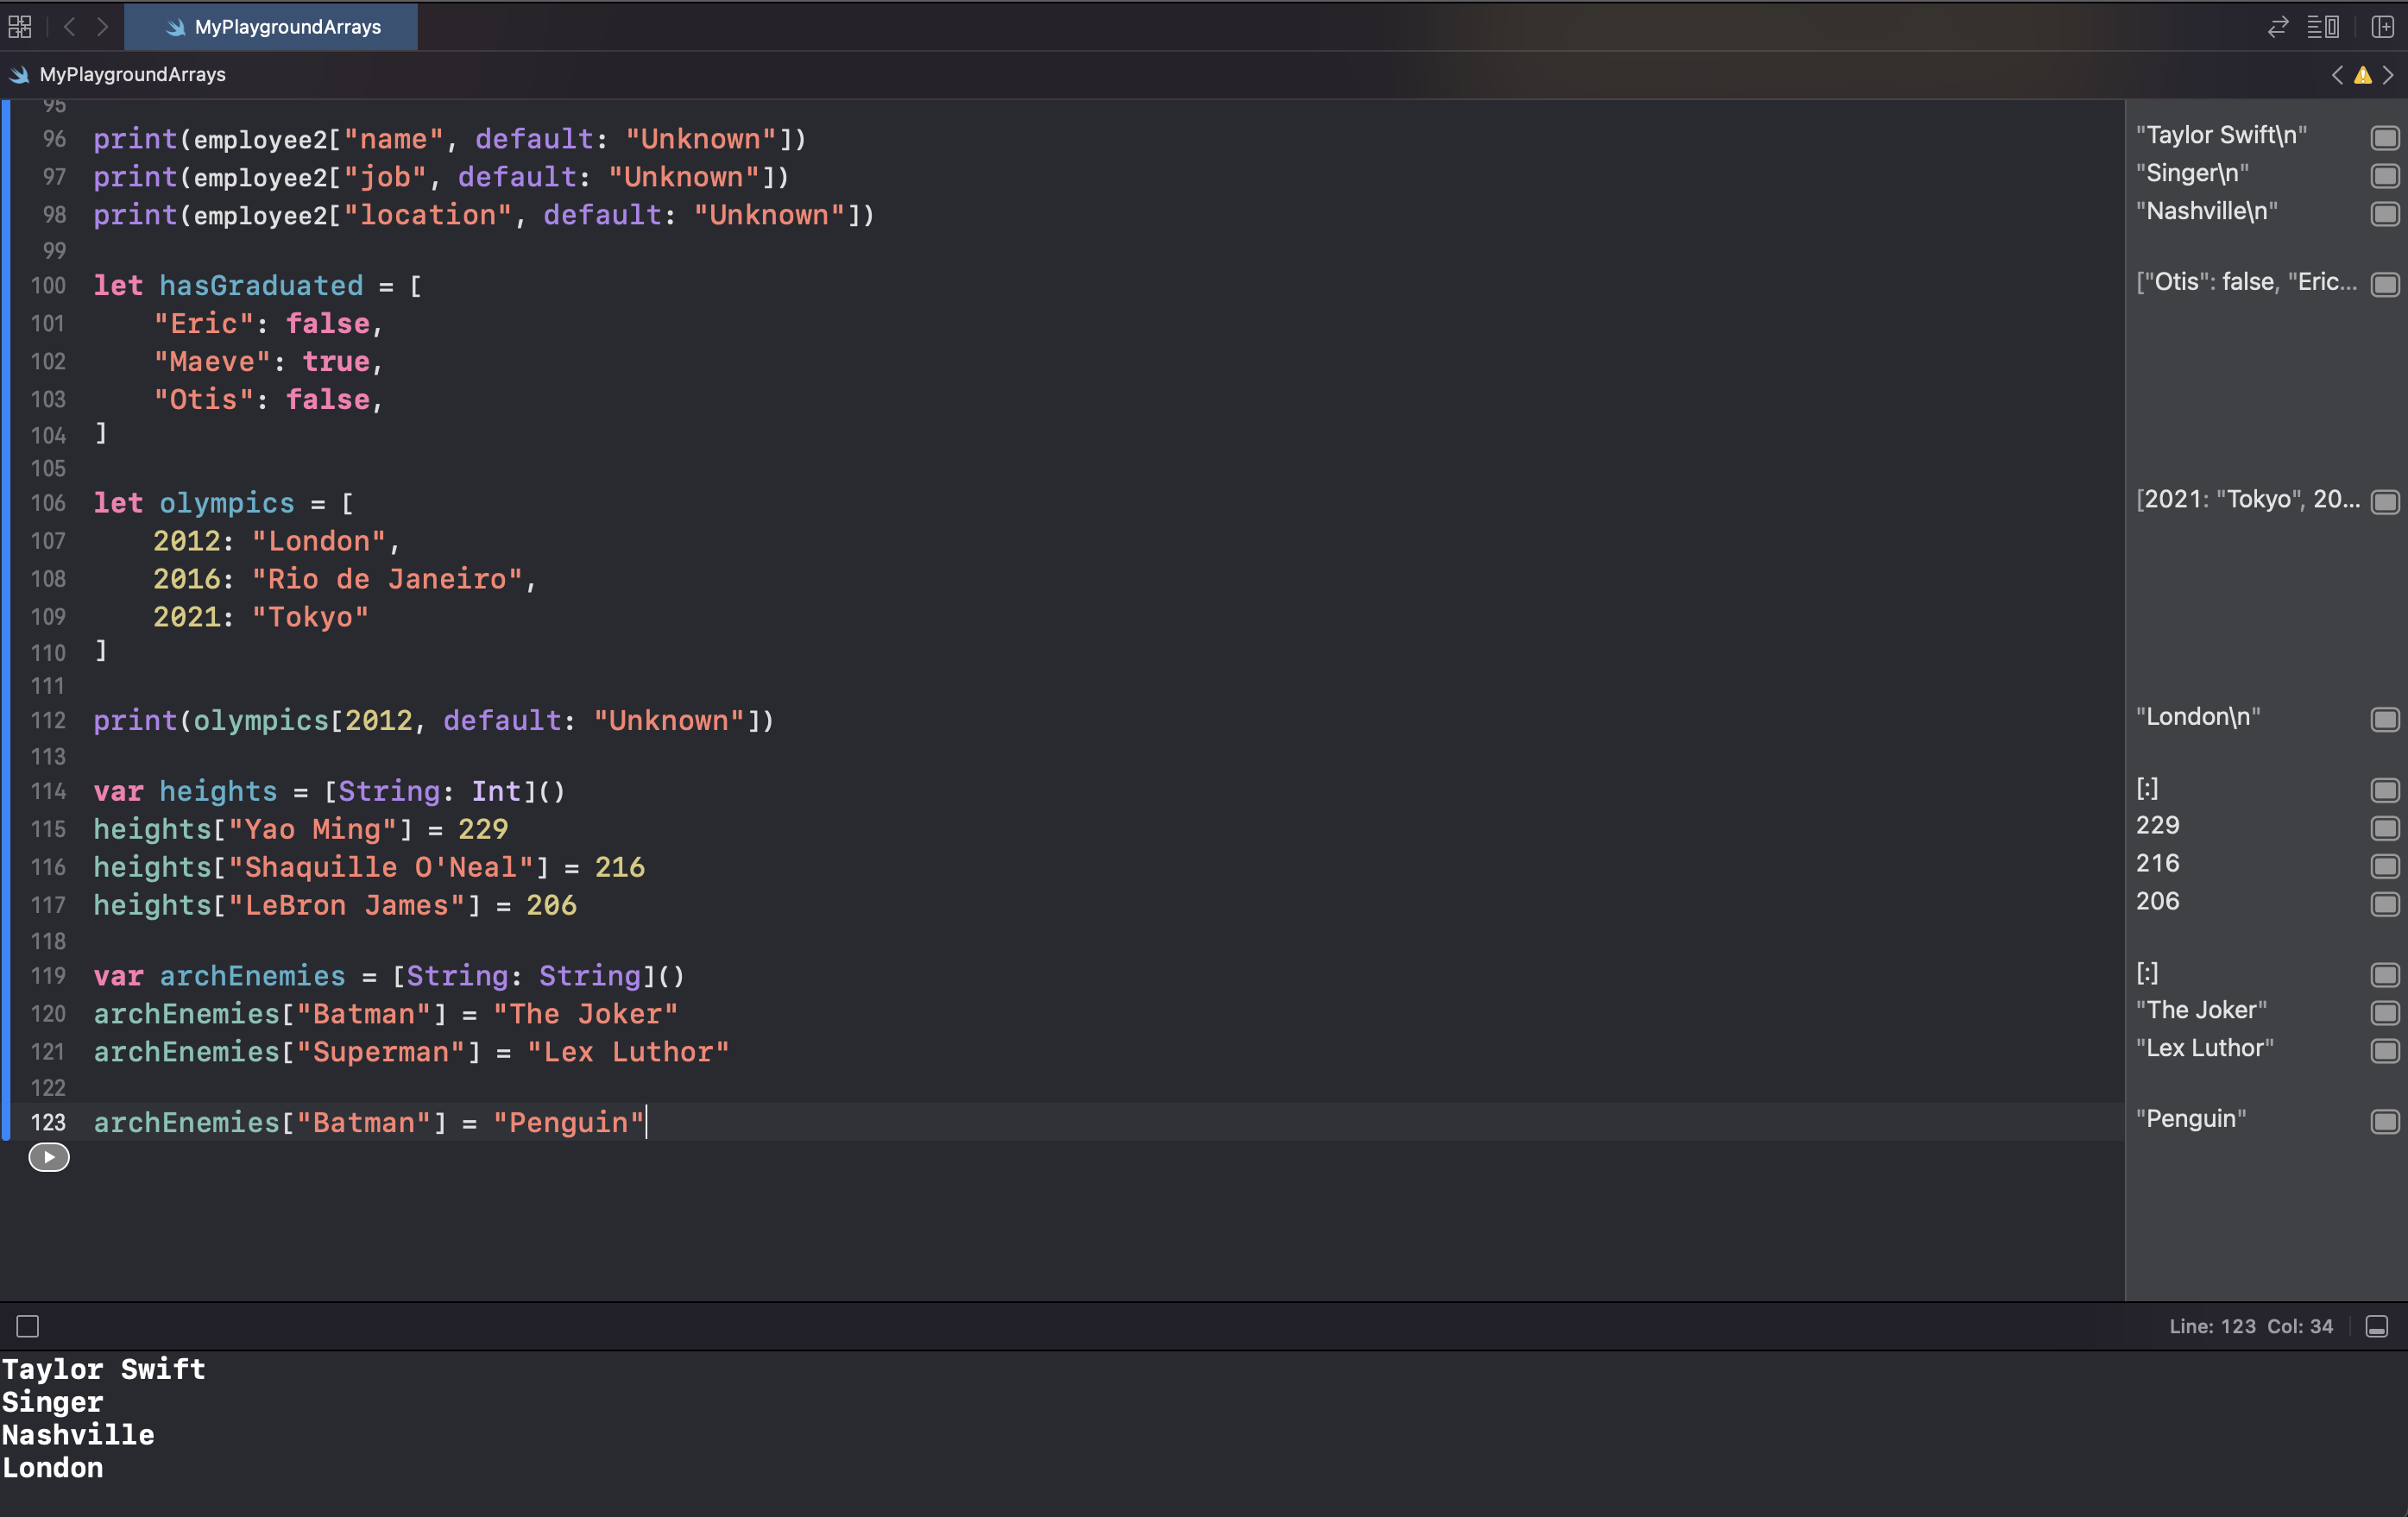 MyPlaygroundArrays
MyPlaygroundArrays
95
96 print(employee2["name", default: "Unknown"]) "Taylor Swift\n"
97 print(employee2["job", default: "Unknown"]) "Singer\n"
98 print(employee2["location", default: "Unknown"]) "Nashville\n"
99
100 let hasGraduated = [ ["Otis": false, "Eric...
101     "Eric": false,
102     "Maeve": true,
103     "Otis": false,
104 ]
105
106 let olympics = [ [2021: "Tokyo", 20...
107     2012: "London",
108     2016: "Rio de Janeiro",
109     2021: "Tokyo"
110 ]
111
112 print(olympics[2012, default: "Unknown"]) "London\n"
113
114 var heights = [String: Int]() [:]
115 heights["Yao Ming"] = 229 229
116 heights["Shaquille O'Neal"] = 216 216
117 heights["LeBron James"] = 206 206
118
119 var archEnemies = [String: String]() [:]
120 archEnemies["Batman"] = "The Joker" "The Joker"
121 archEnemies["Superman"] = "Lex Luthor" "Lex Luthor"
122
123 archEnemies["Batman"] = "Penguin" "Penguin"
Line: 123 Col: 34
Taylor Swift
Singer
Nashville
London